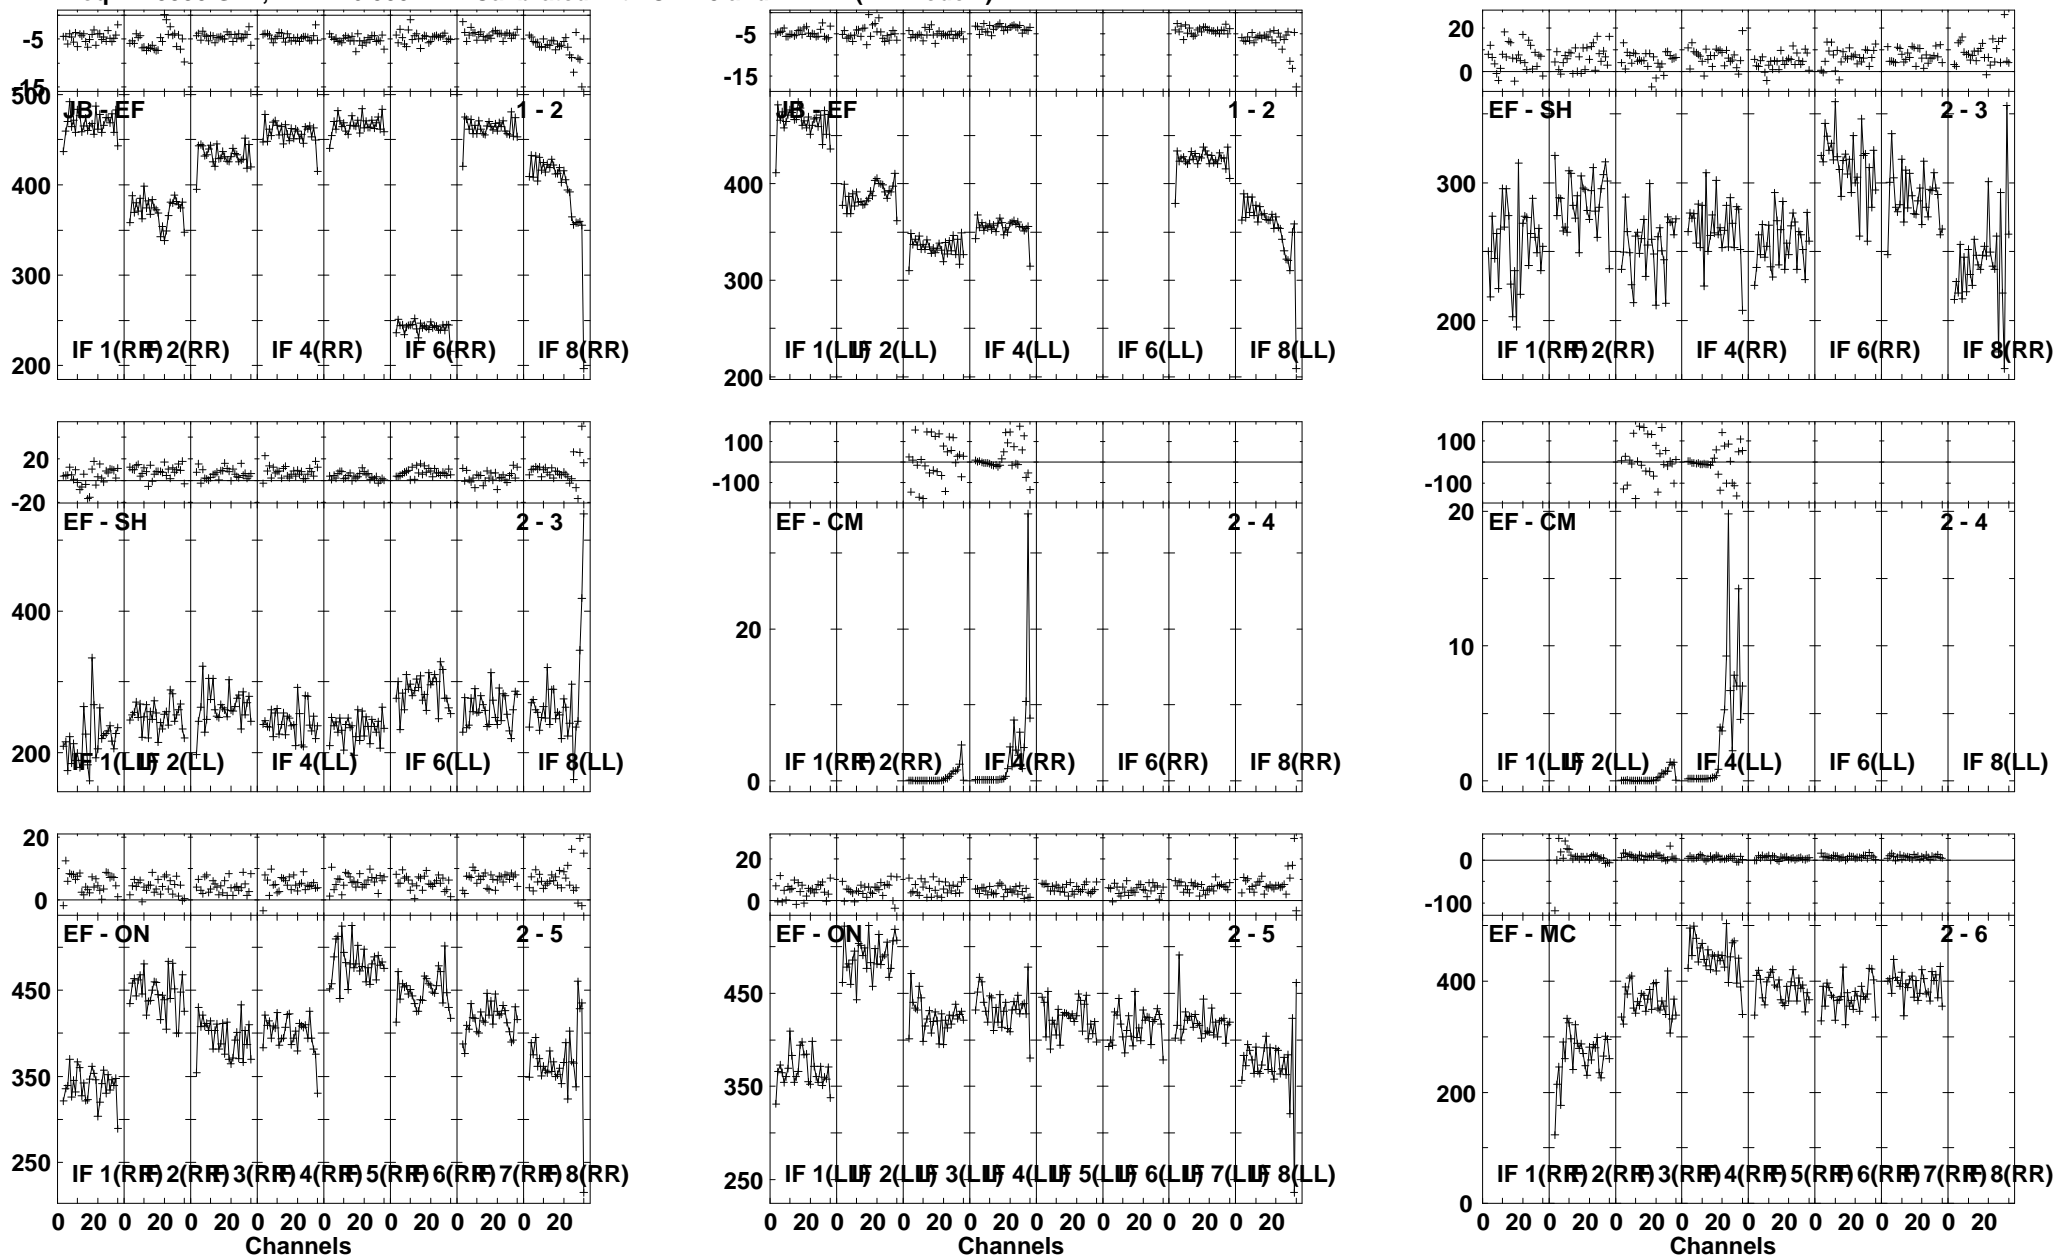 -5
-15
500
400
300
200
JB - EF
1 - 2
IF 1(RR)
IF 2(RR)
IF 4(RR)
IF 6(RR)
IF 8(RR)
-5
-15
400
300
200
JB - EF
1 - 2
IF 1(LL)
IF 2(LL)
IF 4(LL)
IF 6(LL)
IF 8(LL)
20
0
300
200
EF - SH
2 - 3
IF 1(RR)
IF 2(RR)
IF 4(RR)
IF 6(RR)
IF 8(RR)
20
-20
400
200
EF - SH
2 - 3
IF 1(LL)
IF 2(LL)
IF 4(LL)
IF 6(LL)
IF 8(LL)
100
-100
20
0
EF - CM
2 - 4
IF 1(RR)
IF 2(RR)
IF 4(RR)
IF 6(RR)
IF 8(RR)
100
-100
20
10
0
EF - CM
2 - 4
IF 1(LL)
IF 2(LL)
IF 4(LL)
IF 6(LL)
IF 8(LL)
20
0
450
350
250
EF - ON
2 - 5
IF 1(RR)
IF 2(RR)
IF 3(RR)
IF 4(RR)
IF 5(RR)
IF 6(RR)
IF 7(RR)
IF 8(RR)
0 20 0 20 0 20 0 20 0 20 0 20 0 20 0 20
Channels
20
0
450
350
250
EF - ON
2 - 5
IF 1(LL)
IF 2(LL)
IF 3(LL)
IF 4(LL)
IF 5(LL)
IF 6(LL)
IF 7(LL)
IF 8(LL)
0 20 0 20 0 20 0 20 0 20 0 20 0 20 0 20
Channels
0
-100
400
200
0
EF - MC
2 - 6
IF 1(RR)
IF 2(RR)
IF 3(RR)
IF 4(RR)
IF 5(RR)
IF 6(RR)
IF 7(RR)
IF 8(RR)
0 20 0 20 0 20 0 20 0 20 0 20 0 20 0 20
Channels